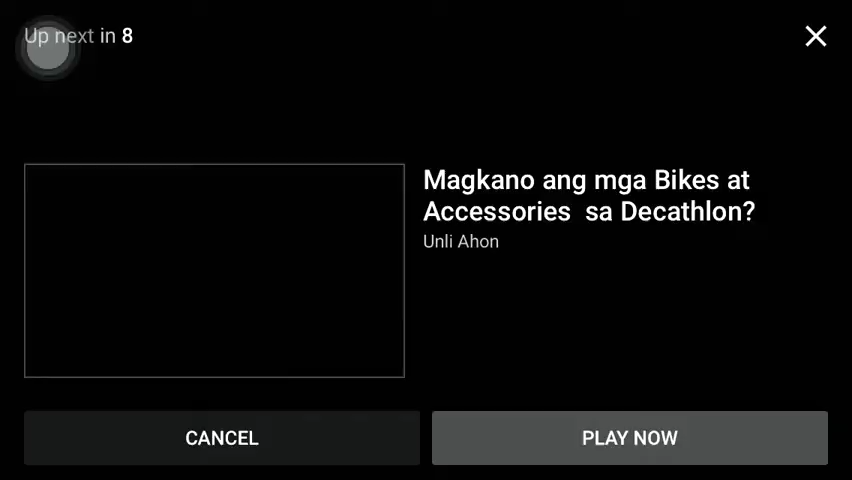 Up next in 8
Magkano ang mga Bikes at
Accessories sa Decathlon?
Unli Ahon
CANCEL
PLAY NOW